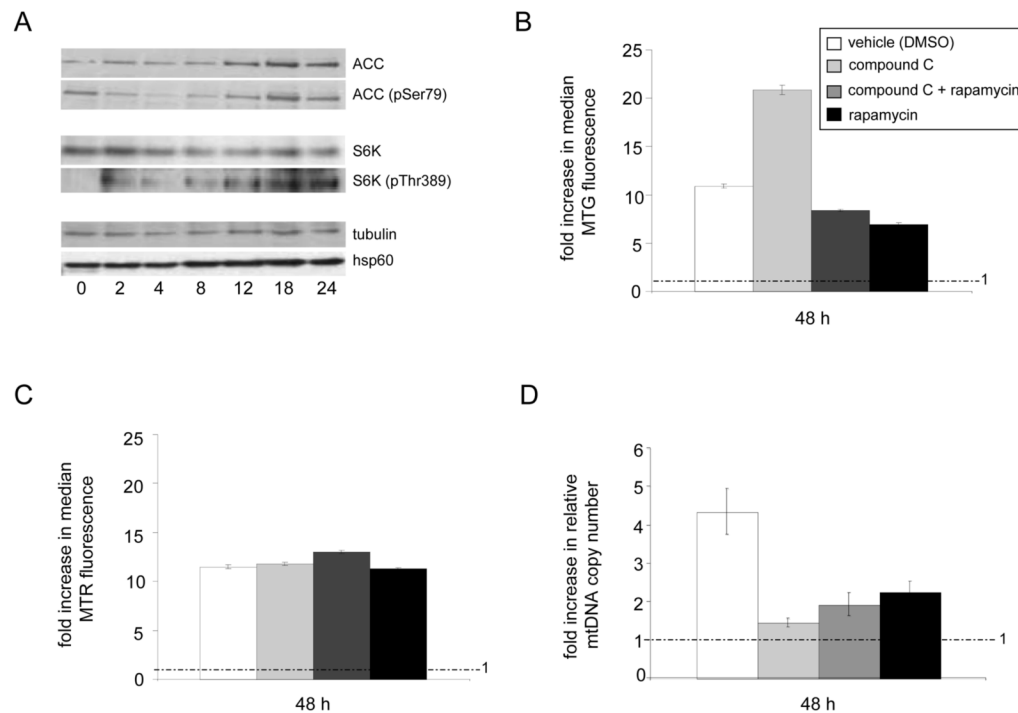 A
ACC
ACC (pSer79)
S6K
S6K (pThr389)
tubulin
hsp60
0 2 4 8 12 18 24
B
vehicle (DMSO)
compound C
compound C + rapamycin
rapamycin
fold increase in median
MTG fluorescence
25
20
15
10
5
0
1
48 h
C
fold increase in median
MTR fluorescence
25
20
15
10
5
0
1
48 h
D
fold increase in relative
mtDNA copy number
6
5
4
3
2
1
0
1
48 h